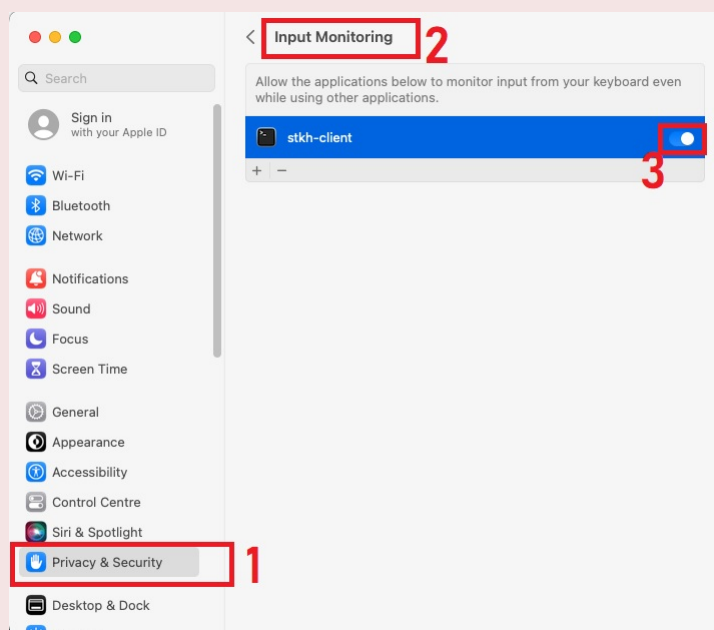 Input Monitoring
2
Search
Allow the applications below to monitor input from your keyboard even
while using other applications.
Sign in
with your Apple ID
stkh-client
3
+ −
Wi-Fi
Bluetooth
Network
Notifications
Sound
Focus
Screen Time
General
Appearance
Accessibility
Control Centre
Siri & Spotlight
Privacy & Security
1
Desktop & Dock